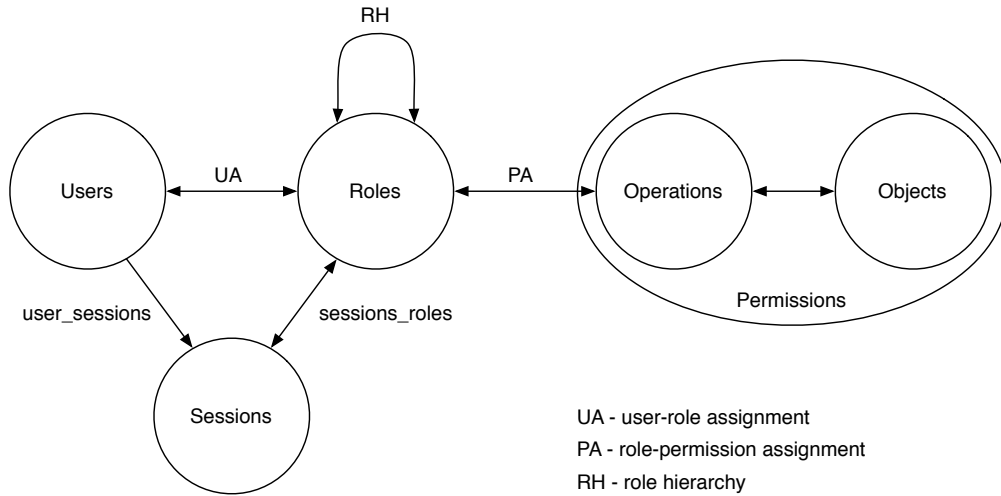 RH
Users
UA
Roles
PA
Operations
Objects
user_sessions
sessions_roles
Permissions
Sessions
UA - user-role assignment
PA - role-permission assignment
RH - role hierarchy